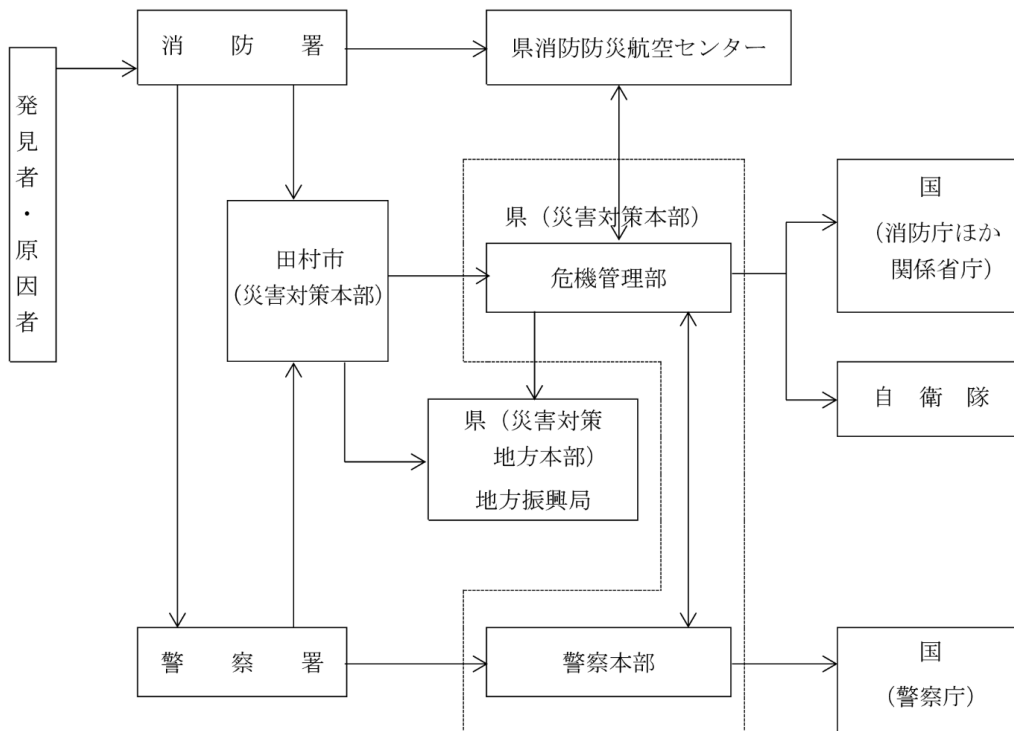 消防署
県消防防災航空センター
発見者・原因者
県（災害対策本部）
国
（消防庁ほか
関係省庁）
田村市
（災害対策本部）
危機管理部
自衛隊
県（災害対策
地方本部）
地方振興局
警察署
警察本部
国
（警察庁）